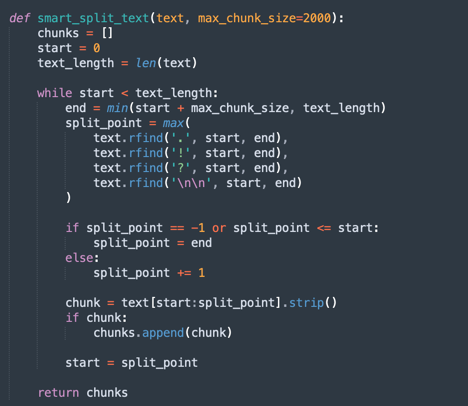 def smart_split_text(text, max_chunk_size=2000):
    chunks = []
    start = 0
    text_length = len(text)

    while start < text_length:
        end = min(start + max_chunk_size, text_length)
        split_point = max(
            text.rfind('.', start, end),
            text.rfind('!', start, end),
            text.rfind('?', start, end),
            text.rfind('\n\n', start, end)
        )

        if split_point == -1 or split_point <= start:
            split_point = end
        else:
            split_point += 1

        chunk = text[start:split_point].strip()
        if chunk:
            chunks.append(chunk)

        start = split_point

    return chunks